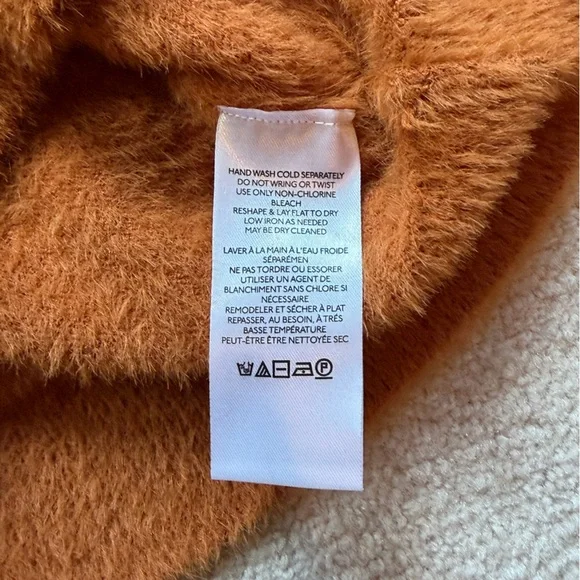 HAND WASH COLD SEPARATELY
DO NOT WRING OR TWIST
USE ONLY NON-CHLORINE
BLEACH
RESHAPE & LAY FLAT TO DRY
LOW IRON AS NEEDED
MAY BE DRY CLEANED
LAVER À LA MAIN À L'EAU FROIDE
SÉPARÉMEN
NE PAS TORDRE OU ESSORER
UTILISER UN AGENT DE
BLANCHIMENT SANS CHLORE SI
NÉCESSAIRE
REMODELER ET SÉCHER À PLAT
REPASSER, AU BESOIN, À TRÉS
BASSE TEMPÉRATURE
PEUT-ÊTRE ÊTRE NETTOYÉE SEC
P